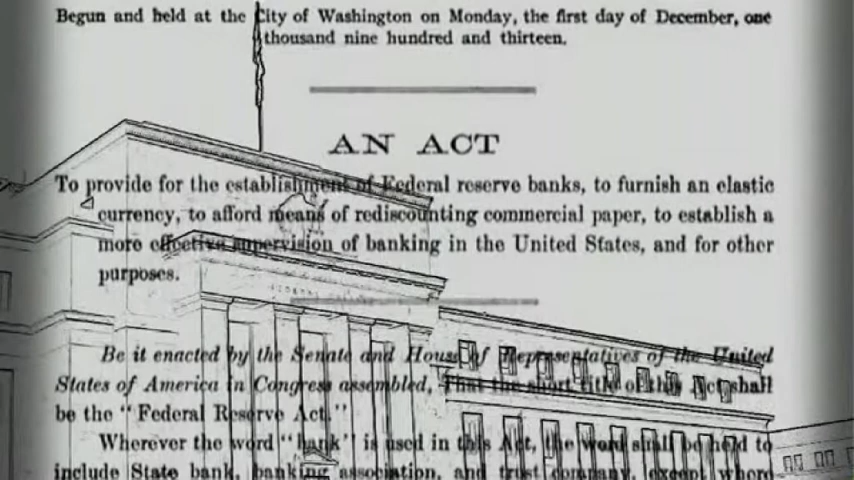 Begun and held at the City of Washington on Monday, the first day of December, one
thousand nine hundred and thirteen.
AN ACT
To provide for the establishment of Federal reserve banks, to furnish an elastic
currency, to afford means of rediscounting commercial paper, to establish a
more effective supervision of banking in the United States, and for other
purposes.
Be it enacted by the Senate and House of Representatives of the United
States of America in Congress assembled, That the short title of this Act shall
be the "Federal Reserve Act."
Wherever the word "bank" is used in this Act, the word shall be held to
include State bank, banking association, and trust company, except where